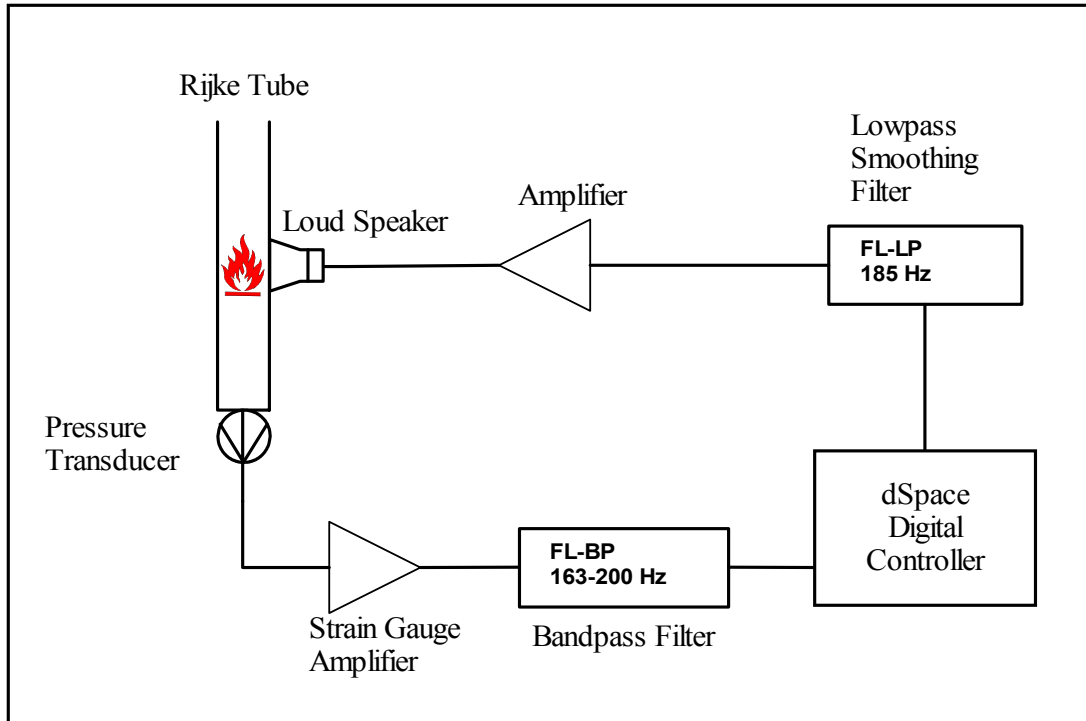 Rijke Tube
Lowpass
Smoothing
Filter
Amplifier
Loud Speaker
FL-LP
185 Hz
Pressure
Transducer
dSpace
Digital
Controller
FL-BP
163-200 Hz
Strain Gauge
Amplifier
Bandpass Filter